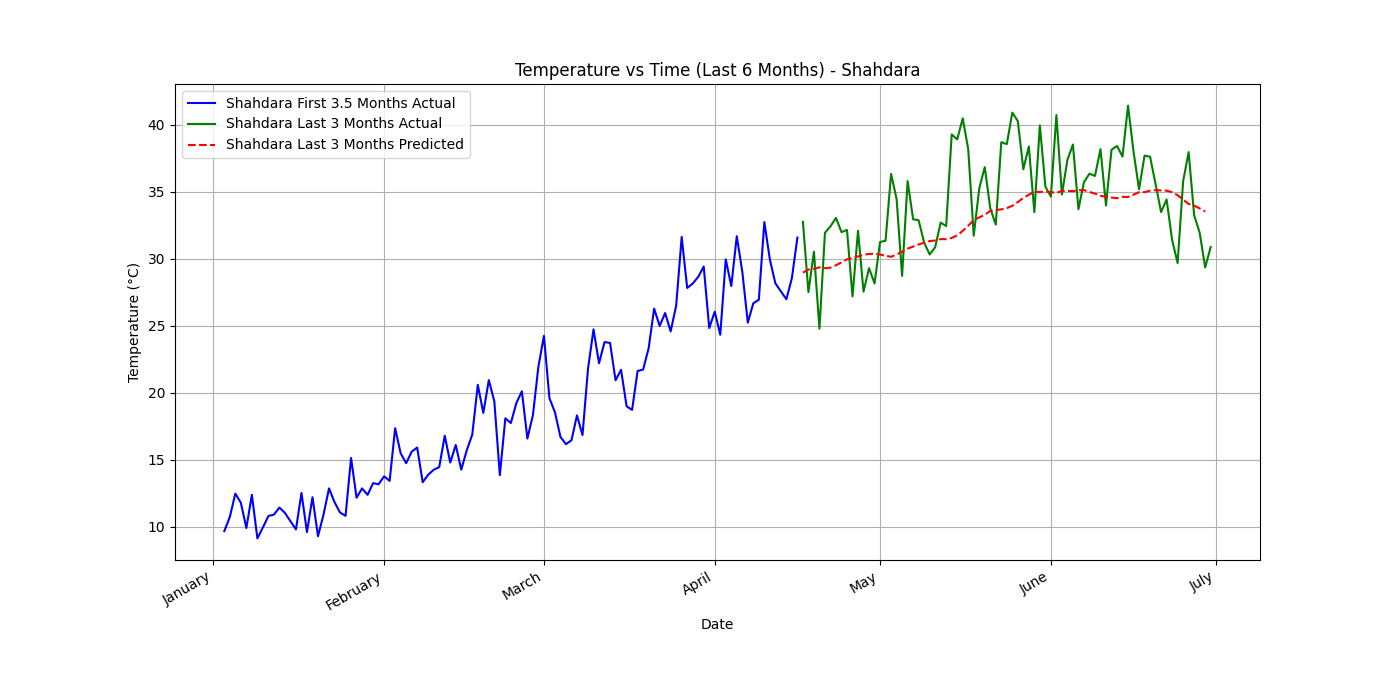 Temperature vs Time (Last 6 Months) - Shahdara
Shahdara First 3.5 Months Actual
Shahdara Last 3 Months Actual
Shahdara Last 3 Months Predicted
Temperature (°C)
40
35
30
25
20
15
10
January
February
March
April
May
June
July
Date